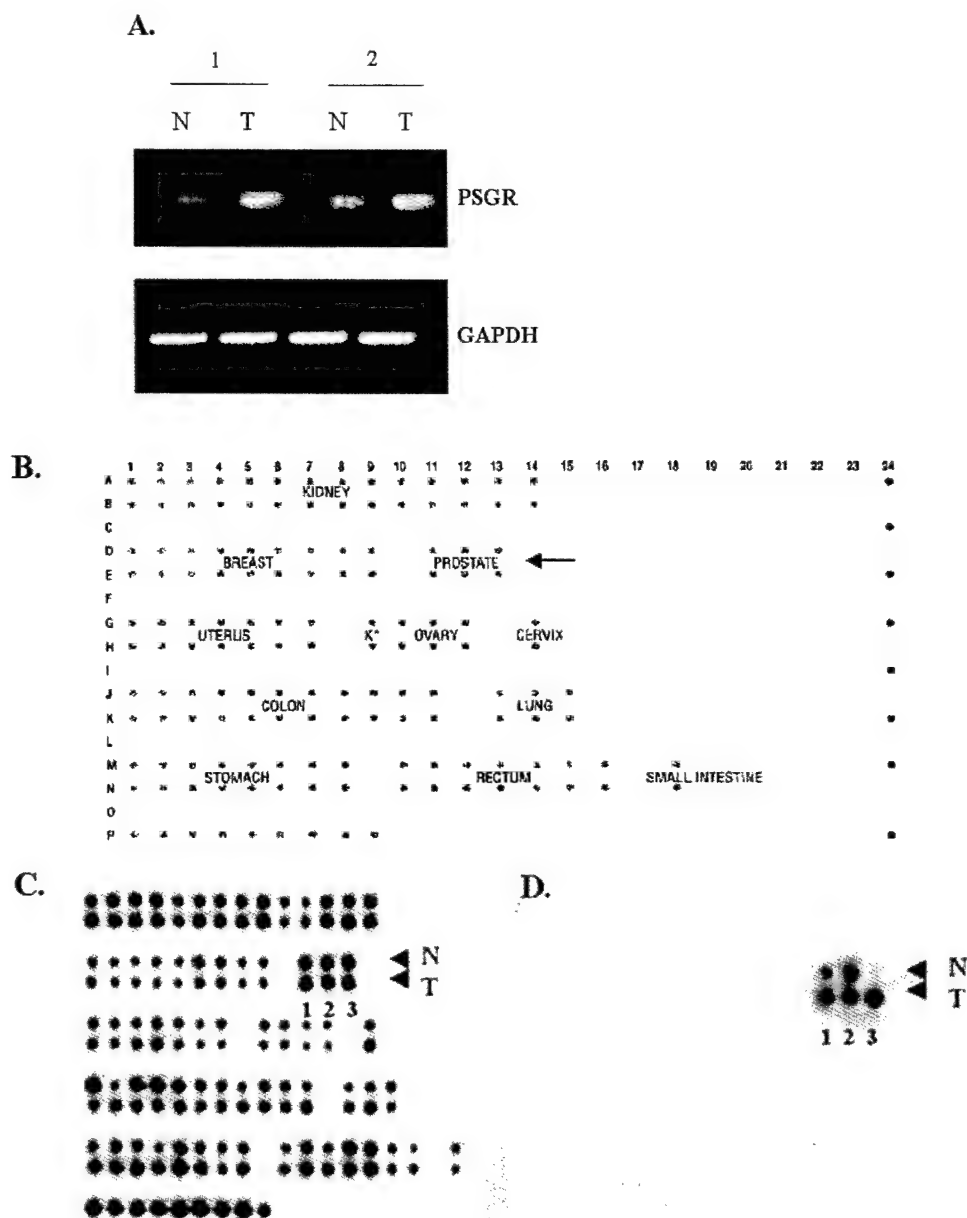 A.
1 2
N T N T
PSGR
GAPDH
B.
1 2 3 4 5 6 7 8 9 10 11 12 13 14 15 16 17 18 19 20 21 22 23 24
A
KIDNEY
B
C
D
BREAST PROSTATE
E
F
G
UTERUS K* OVARY CERVIX
H
I
J
COLON LUNG
K
L
M
STOMACH RECTUM SMALL INTESTINE
N
O
P
C.
N
T
1 2 3
D.
N
T
1 2 3